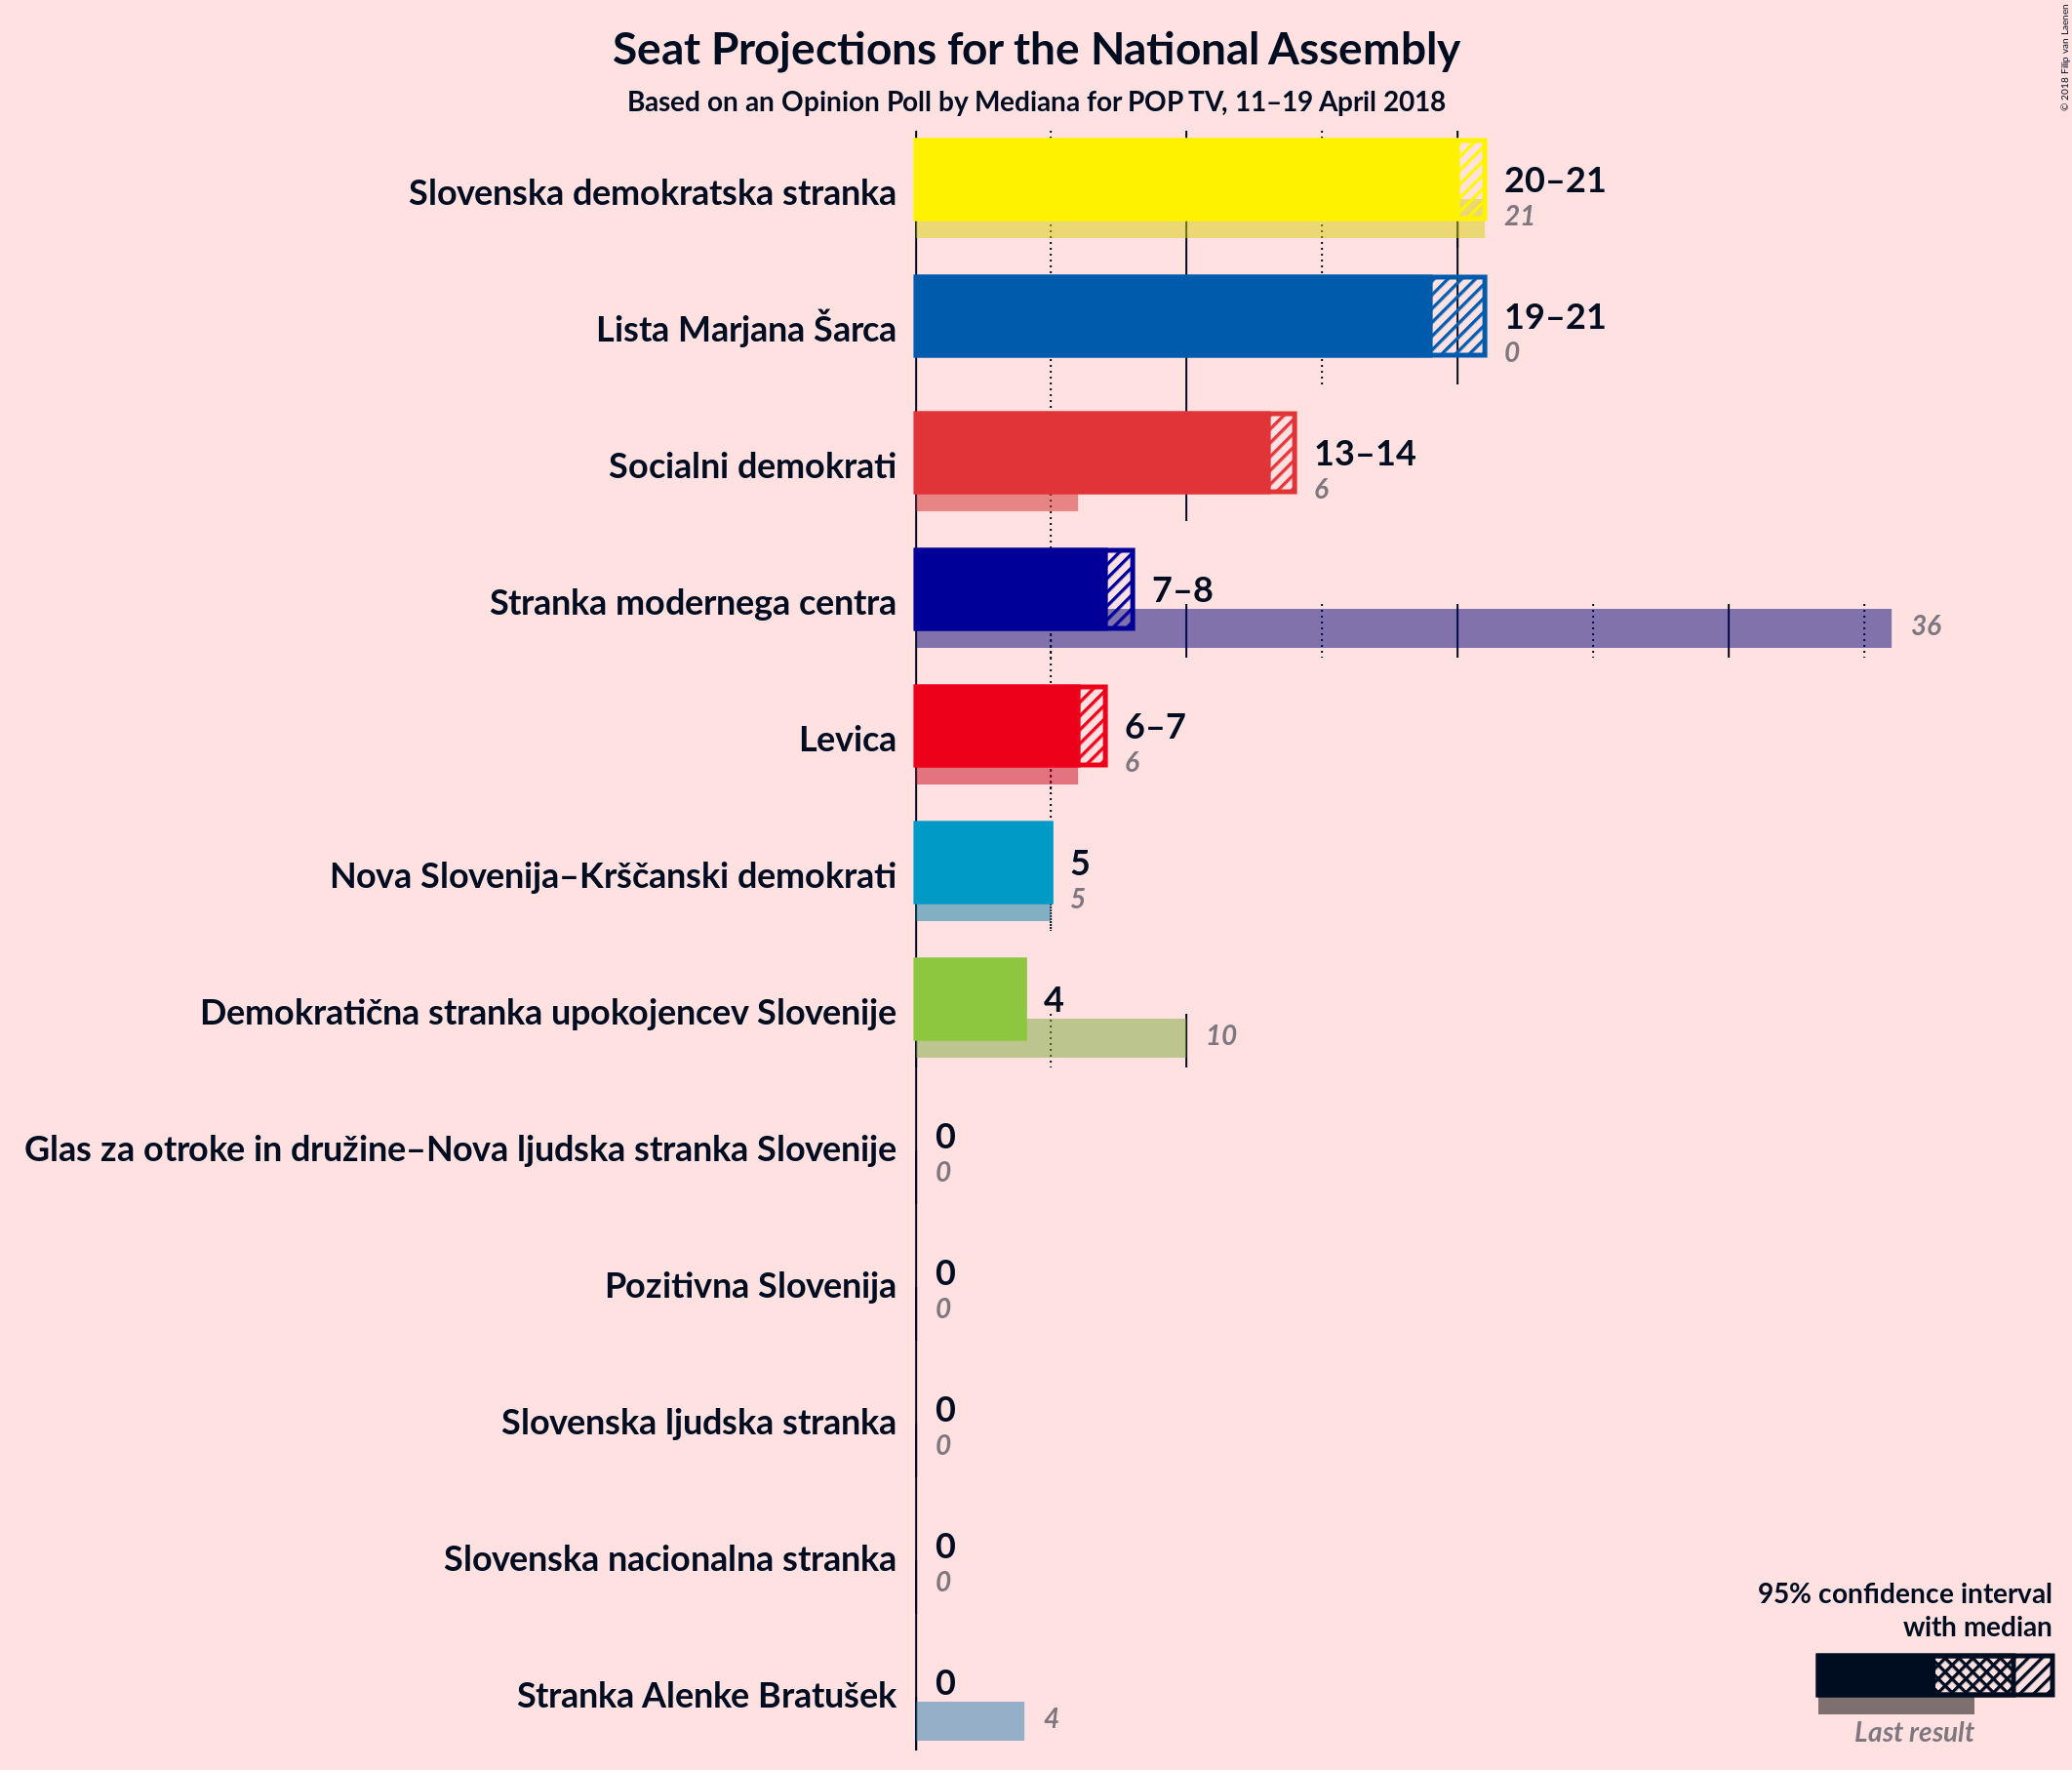 Seat Projections for the National Assembly
Based on an Opinion Poll by Mediana for POP TV, 11–19 April 2018
© 2018 Filip van Laenen
Slovenska demokratska stranka
20–21
21
Lista Marjana Šarca
19–21
0
Socialni demokrati
13–14
6
Stranka modernega centra
7–8
36
Levica
6–7
6
Nova Slovenija–Krščanski demokrati
5
5
Demokratična stranka upokojencev Slovenije
4
10
Glas za otroke in družine–Nova ljudska stranka Slovenije
0
0
Pozitivna Slovenija
0
0
Slovenska ljudska stranka
0
0
Slovenska nacionalna stranka
0
0
Stranka Alenke Bratušek
0
4
95% confidence interval
with median
Last result